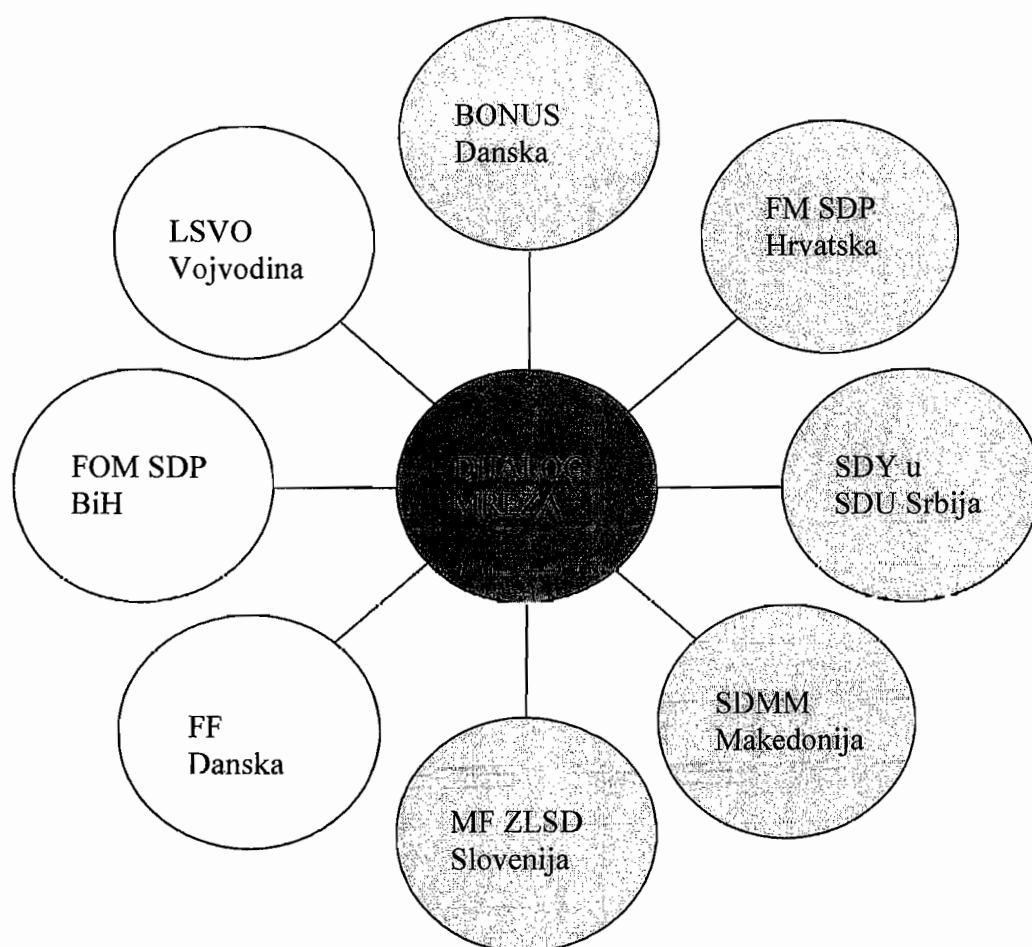 BONUS
Danska
FM SDP
Hrvatska
LSVO
Vojvodina
FOM SDP
BiH
DIJALOG
MREŽA
SDY u
SDU Srbija
FF
Danska
SDMM
Makedonija
MF ZLSD
Slovenija